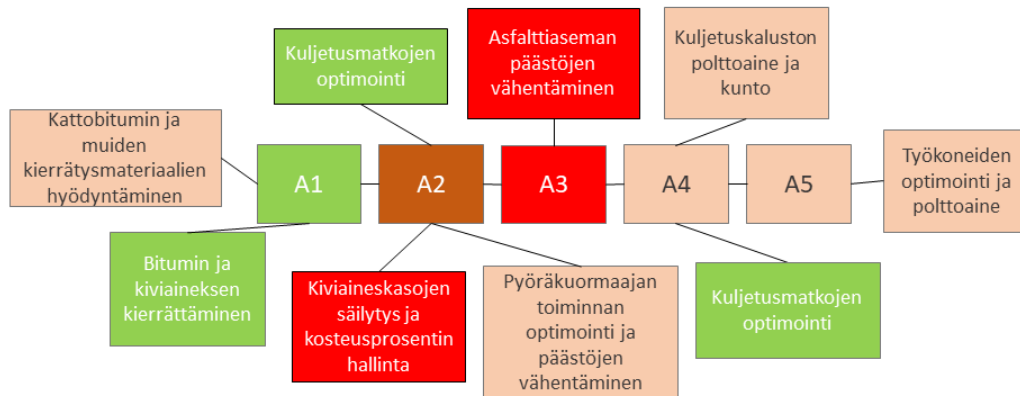 Kuljetusmatkojen
optimointi
Asfalttiaseman
päästöjen
vähentäminen
Kuljetuskaluston
polttoaine ja
kunto
Kattobitumin ja
muiden
kierrätysmateriaalien
hyödyntäminen
A1
A2
A3
A4
A5
Työkoneiden
optimointi ja
polttoaine
Bitumin ja
kiviaineksen
kierrättäminen
Kiviaineskasojen
säilytys ja
kosteusprosentin
hallinta
Pyöräkuormaajan
toiminnan
optimointi ja
päästöjen
vähentäminen
Kuljetusmatkojen
optimointi